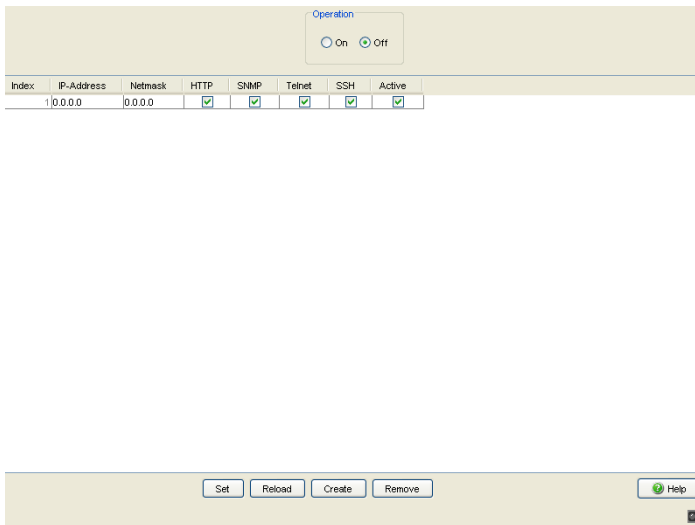 Operation
On Off
Index IP-Address Netmask HTTP SNMP Telnet SSH Active
1 0.0.0.0 0.0.0.0
Set Reload Create Remove Help